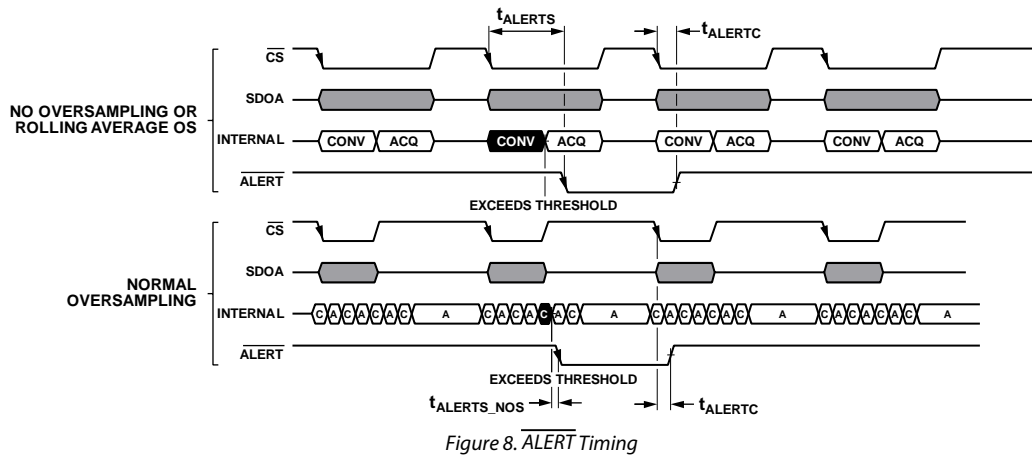 tALERTS
tALERTC
CS
SDOA
NO OVERSAMPLING OR
ROLLING AVERAGE OS
INTERNAL
CONV ACQ CONV ACQ CONV ACQ CONV ACQ
ALERT
EXCEEDS THRESHOLD
CS
NORMAL
OVERSAMPLING
SDOA
INTERNAL
C A C A C A C A C A C A C A C A C A C A C A C A C A C A C A C A
ALERT
EXCEEDS THRESHOLD
tALERTS_NOS
tALERTC
Figure 8. ALERT Timing